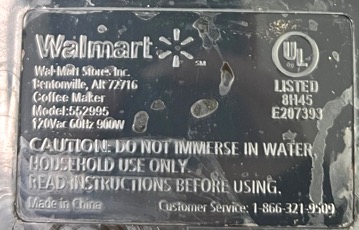 Walmart
SM
Wal-Mart Stores Inc.
Bentonville, AR 72716
Coffee Maker
Model:552995
120Vac 60Hz 900W
UL
LISTED
8H45
E207393
CAUTION: DO NOT IMMERSE IN WATER
HOUSEHOLD USE ONLY.
READ INSTRUCTIONS BEFORE USING.
Made in China Customer Service: 1-866-321-9509